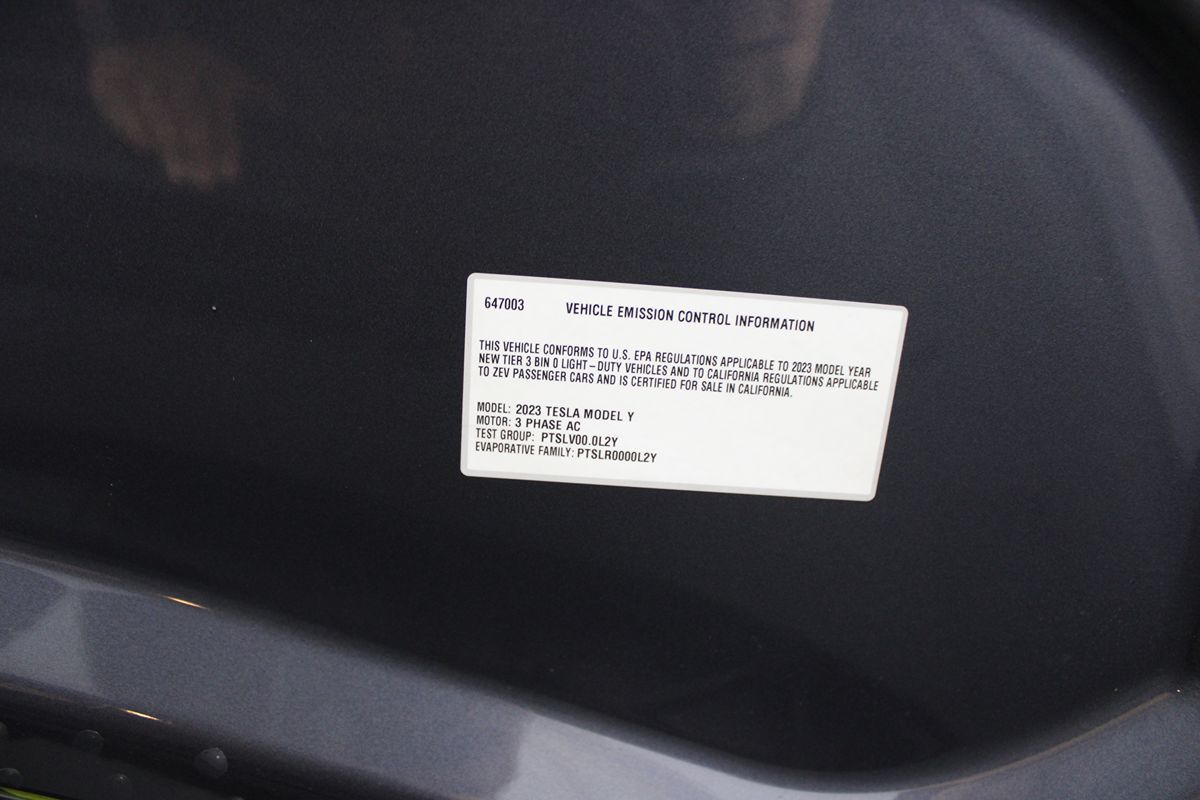 647003 VEHICLE EMISSION CONTROL INFORMATION
THIS VEHICLE CONFORMS TO U.S. EPA REGULATIONS APPLICABLE TO 2023 MODEL YEAR
NEW TIER 3 BIN 0 LIGHT-DUTY VEHICLES AND TO CALIFORNIA REGULATIONS APPLICABLE
TO ZEV PASSENGER CARS AND IS CERTIFIED FOR SALE IN CALIFORNIA.
MODEL: 2023 TESLA MODEL Y
MOTOR: 3 PHASE AC
TEST GROUP: PTSLV00.0L2Y
EVAPORATIVE FAMILY: PTSLR0000L2Y